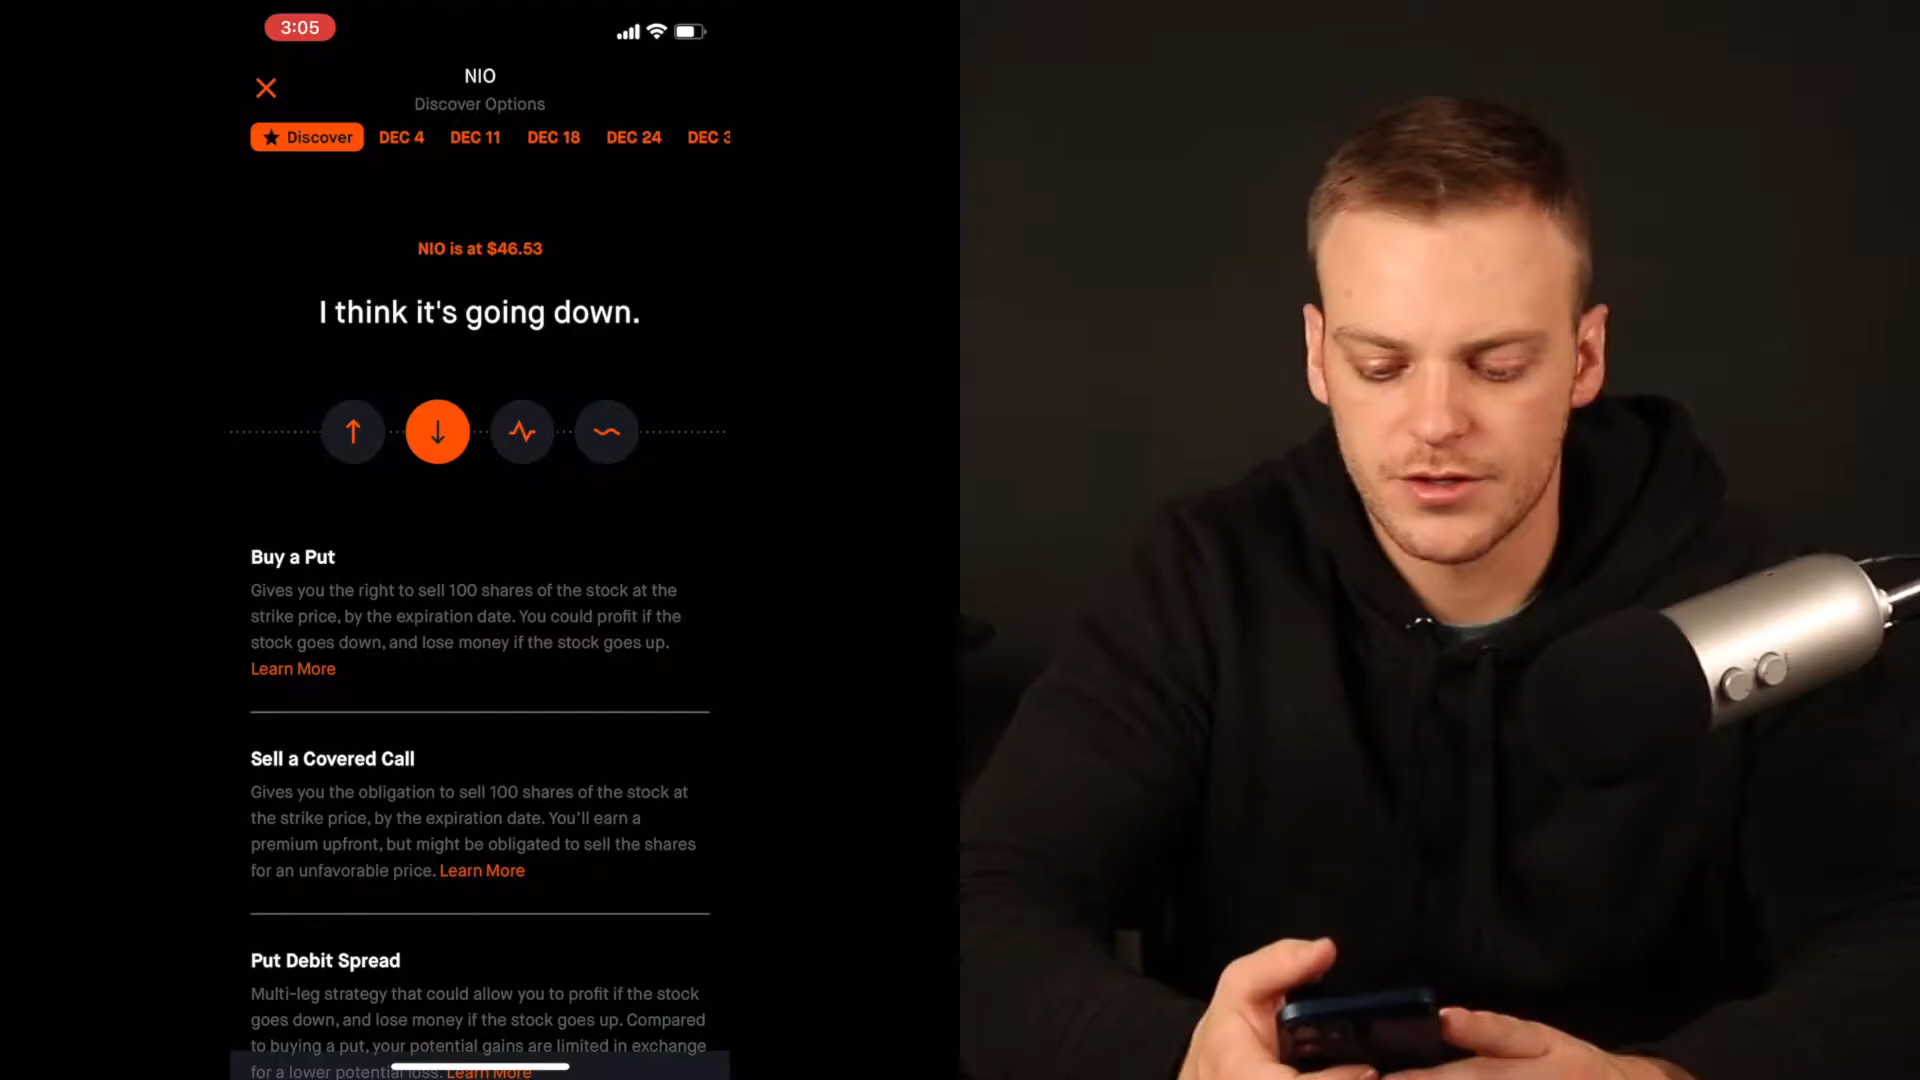 3:05
NIO
Discover Options
Discover DEC 4 DEC 11 DEC 18 DEC 24 DEC 3
NIO is at $46.53
I think it's going down.
Buy a Put
Gives you the right to sell 100 shares of the stock at the
strike price, by the expiration date. You could profit if the
stock goes down, and lose money if the stock goes up.
Learn More
Sell a Covered Call
Gives you the obligation to sell 100 shares of the stock at
the strike price, by the expiration date. You'll earn a
premium upfront, but might be obligated to sell the shares
for an unfavorable price. Learn More
Put Debit Spread
Multi-leg strategy that could allow you to profit if the stock
goes down, and lose money if the stock goes up. Compared
to buying a put, your potential gains are limited in exchange
for a lower potential loss. Learn More